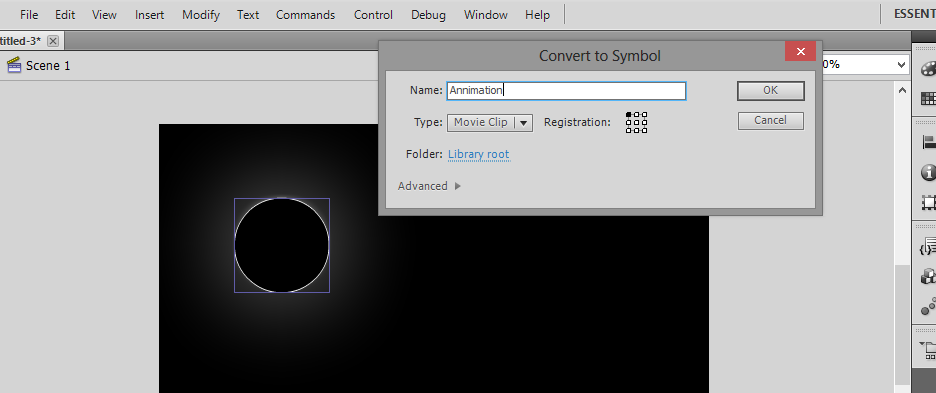 File Edit View Insert Modify Text Commands Control Debug Window Help ESSENT
titled-3*
Scene 1
0%
Convert to Symbol
Name: Annimation OK
Type: Movie Clip Registration: Cancel
Folder: Library root
Advanced